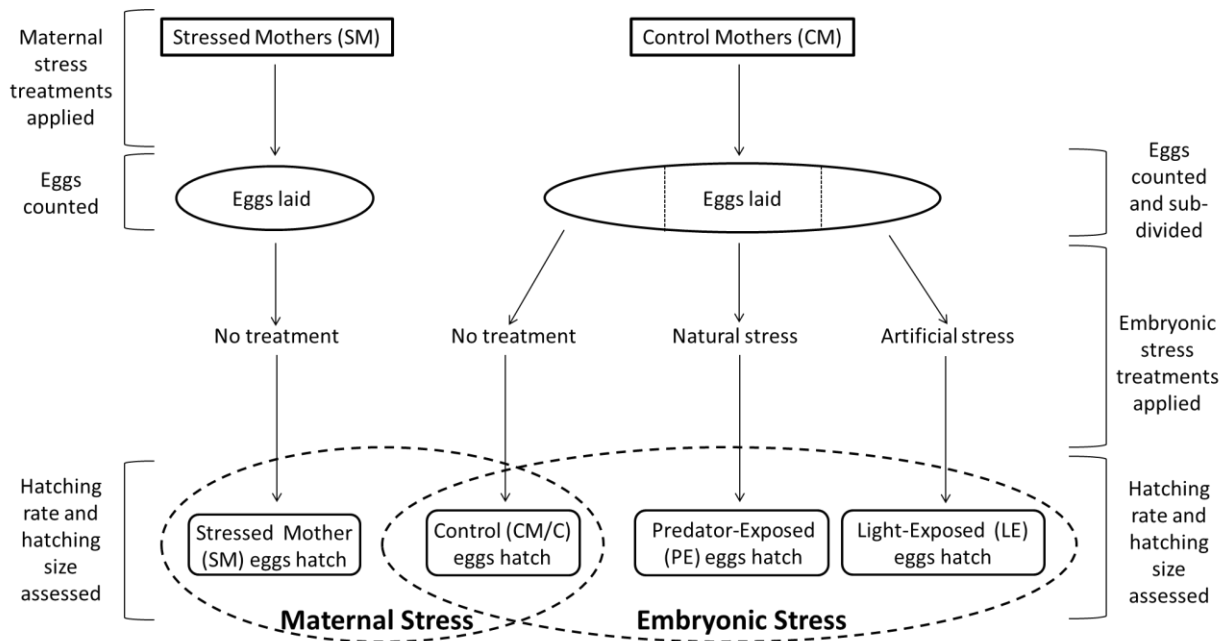 Maternal
stress
treatments
applied
Stressed Mothers (SM)
Control Mothers (CM)
Eggs
counted
Eggs laid
Eggs laid
Eggs
counted
and sub-
divided
No treatment
No treatment
Natural stress
Artificial stress
Embryonic
stress
treatments
applied
Hatching
rate and
hatching
size
assessed
Stressed Mother
(SM) eggs hatch
Control (CM/C)
eggs hatch
Predator-Exposed
(PE) eggs hatch
Light-Exposed (LE)
eggs hatch
Hatching
rate and
hatching
size
assessed
Maternal Stress
Embryonic Stress